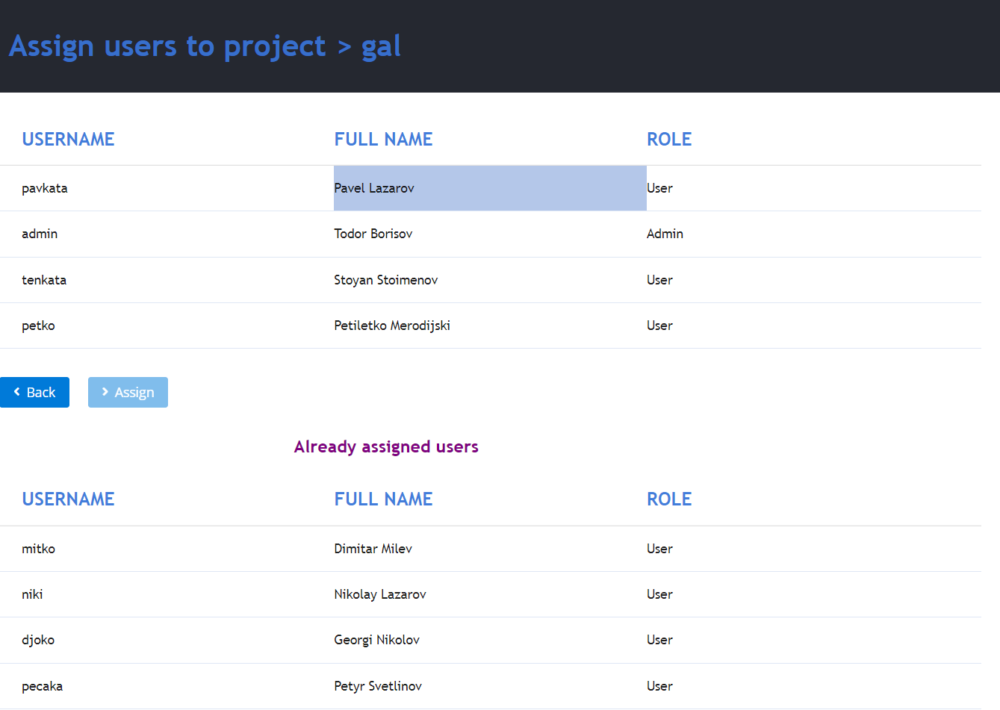 Assign users to project > gal
USERNAME FULL NAME ROLE
pavkata Pavel Lazarov User
admin Todor Borisov Admin
tenkata Stoyan Stoimenov User
petko Petiletko Merodijski User
Back Assign
Already assigned users
USERNAME FULL NAME ROLE
mitko Dimitar Milev User
niki Nikolay Lazarov User
djoko Georgi Nikolov User
pecaka Petyr Svetlinov User